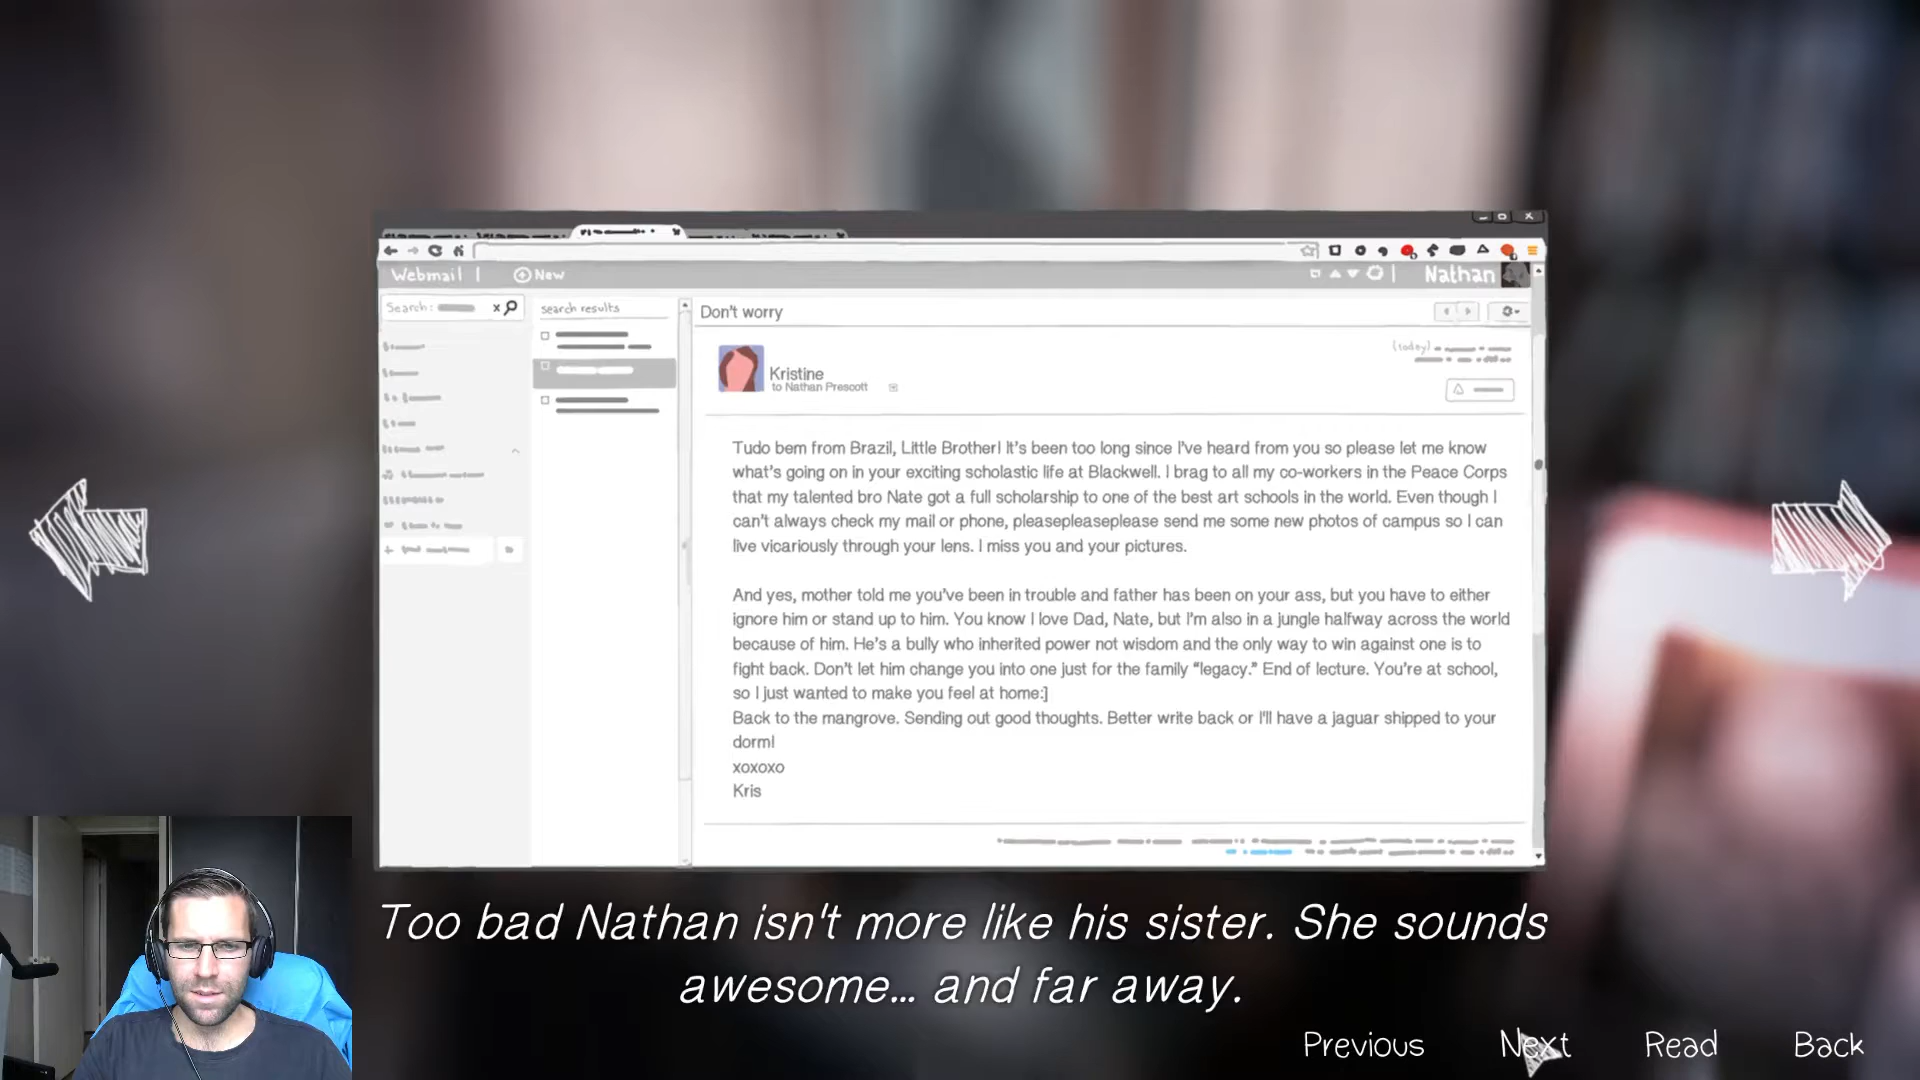 Webmail
New
Nathan
Search:
search results
Don't worry
(today)
Kristine
to Nathan Prescott
Tudo bem from Brazil, Little Brother! It's been too long since I've heard from you so please let me know
what's going on in your exciting scholastic life at Blackwell. I brag to all my co-workers in the Peace Corps
that my talented bro Nate got a full scholarship to one of the best art schools in the world. Even though I
can't always check my mail or phone, pleasepleaseplease send me some new photos of campus so I can
live vicariously through your lens. I miss you and your pictures.
And yes, mother told me you've been in trouble and father has been on your ass, but you have to either
ignore him or stand up to him. You know I love Dad, Nate, but I'm also in a jungle halfway across the world
because of him. He's a bully who inherited power not wisdom and the only way to win against one is to
fight back. Don't let him change you into one just for the family “legacy.” End of lecture. You're at school,
so I just wanted to make you feel at home:]
Back to the mangrove. Sending out good thoughts. Better write back or I'll have a jaguar shipped to your
dorm!
xoxoxo
Kris
Too bad Nathan isn't more like his sister. She sounds
awesome... and far away.
Previous
Next
Read
Back